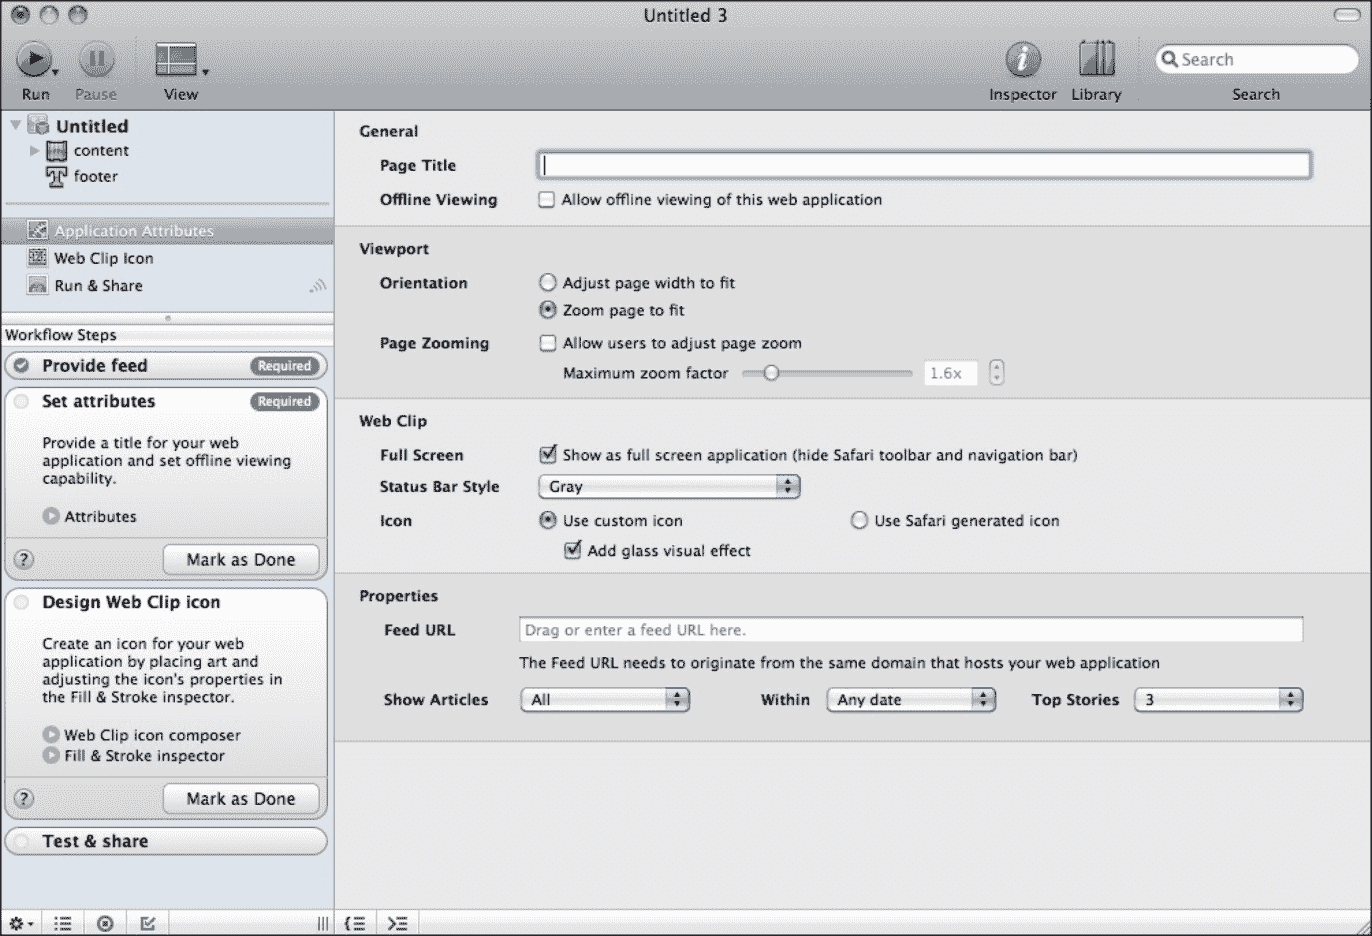 Untitled 3
Run
Pause
View
Inspector
Library
Search
Search
Untitled
content
footer
Application Attributes
Web Clip Icon
Run & Share
Workflow Steps
Provide feed Required
Set attributes Required
Provide a title for your web
application and set offline viewing
capability.
Attributes
? Mark as Done
Design Web Clip icon
Create an icon for your web
application by placing art and
adjusting the icon's properties in
the Fill & Stroke inspector.
Web Clip icon composer
Fill & Stroke inspector
? Mark as Done
Test & share
General
Page Title
Offline Viewing Allow offline viewing of this web application
Viewport
Orientation Adjust page width to fit
Zoom page to fit
Page Zooming Allow users to adjust page zoom
Maximum zoom factor 1.6x
Web Clip
Full Screen Show as full screen application (hide Safari toolbar and navigation bar)
Status Bar Style Gray
Icon Use custom icon Use Safari generated icon
Add glass visual effect
Properties
Feed URL Drag or enter a feed URL here.
The Feed URL needs to originate from the same domain that hosts your web application
Show Articles All Within Any date Top Stories 3